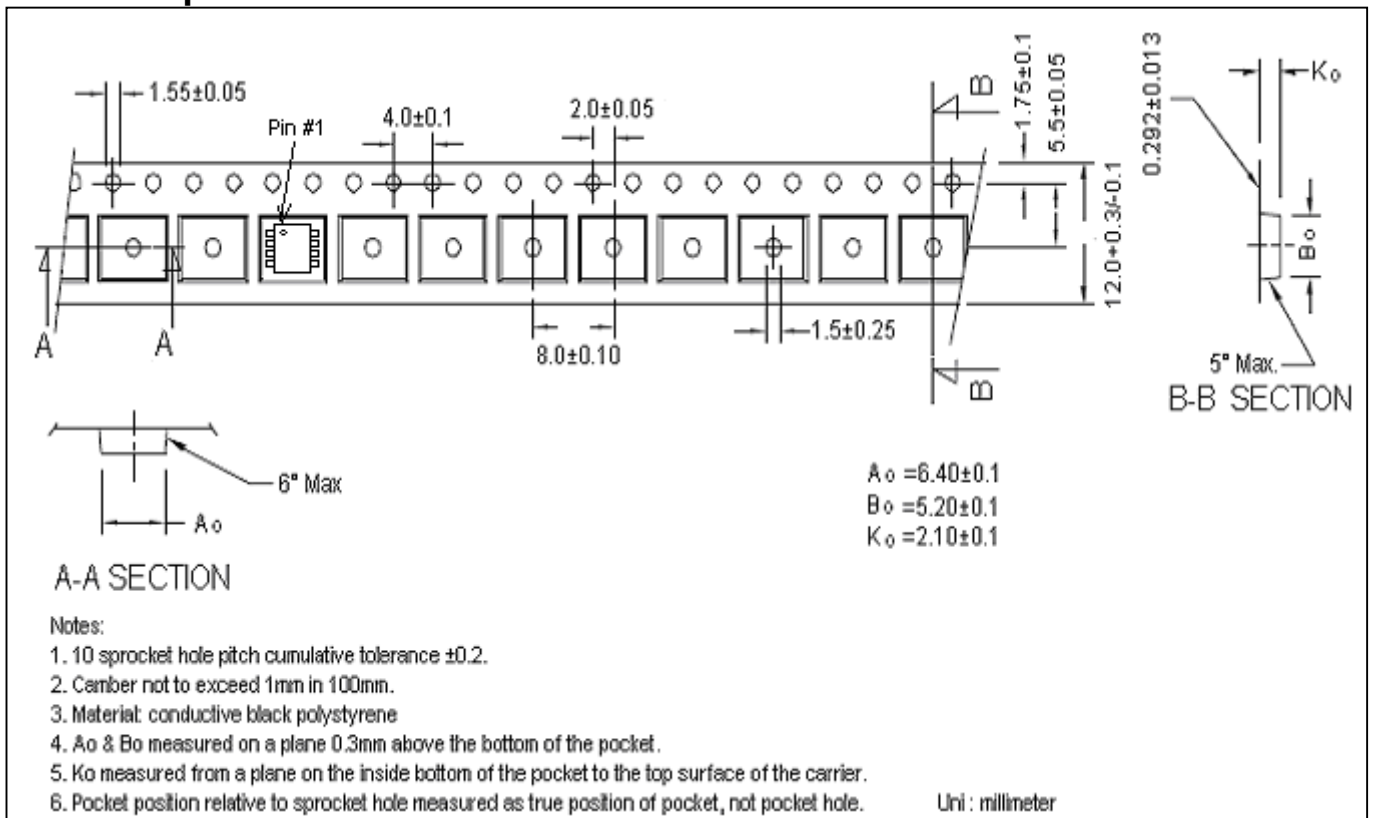 1.55±0.05
Pin #1
4.0±0.1
2.0±0.05
B
1.75±0.1
5.5±0.05
0.292±0.013
Ko
12.0+0.3/-0.1
Bo
A
A
8.0±0.10
1.5±0.25
B
5° Max.
B-B SECTION
6° Max
Ao
A-A SECTION
Ao =6.40±0.1
Bo =5.20±0.1
Ko =2.10±0.1
Notes:
1. 10 sprocket hole pitch cumulative tolerance ±0.2.
2. Camber not to exceed 1mm in 100mm.
3. Material: conductive black polystyrene
4. Ao & Bo measured on a plane 0.3mm above the bottom of the pocket.
5. Ko measured from a plane on the inside bottom of the pocket to the top surface of the carrier.
6. Pocket position relative to sprocket hole measured as true position of pocket, not pocket hole.
Uni : millimeter